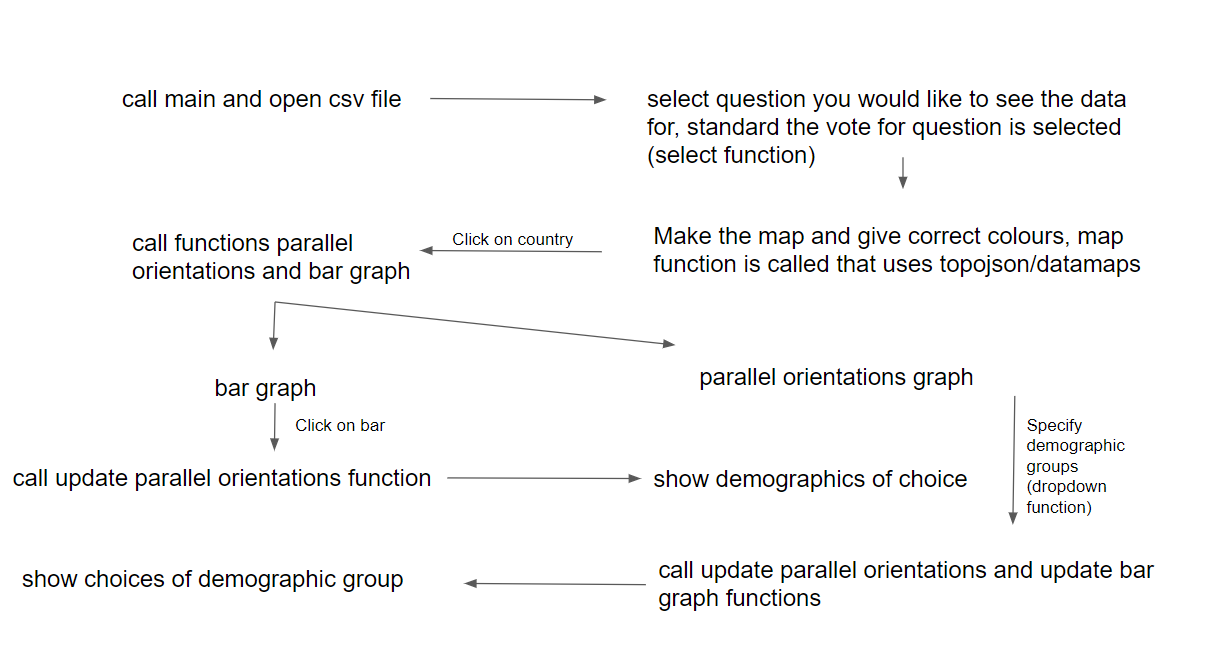 call main and open csv file
select question you would like to see the data
for, standard the vote for question is selected
(select function)
Make the map and give correct colours, map
function is called that uses topojson/datamaps
Click on country
call functions parallel
orientations and bar graph
bar graph
parallel orientations graph
Click on bar
Specify
demographic
groups
(dropdown
function)
call update parallel orientations function
show demographics of choice
call update parallel orientations and update bar
graph functions
show choices of demographic group